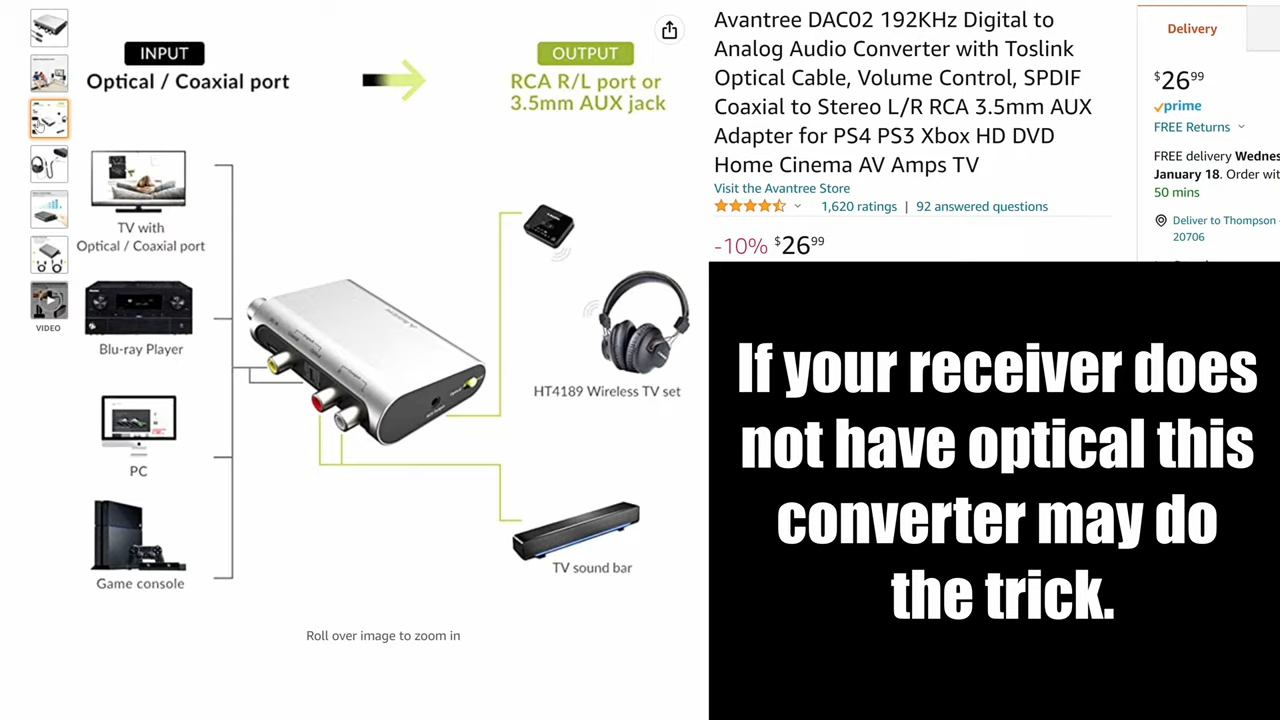 INPUT
Optical / Coaxial port
OUTPUT
RCA R/L port or
3.5mm AUX jack
TV with
Optical / Coaxial port
Blu-ray Player
PC
Game console
HT4189 Wireless TV set
TV sound bar
Roll over image to zoom in
VIDEO
Avantree DAC02 192KHz Digital to
Analog Audio Converter with Toslink
Optical Cable, Volume Control, SPDIF
Coaxial to Stereo L/R RCA 3.5mm AUX
Adapter for PS4 PS3 Xbox HD DVD
Home Cinema AV Amps TV
Visit the Avantree Store
1,620 ratings | 92 answered questions
-10% $26⁹⁹
Delivery
$26⁹⁹
prime
FREE Returns
FREE delivery Wednes
January 18. Order wit
50 mins
Deliver to Thompson -
20706
If your receiver does
not have optical this
converter may do
the trick.